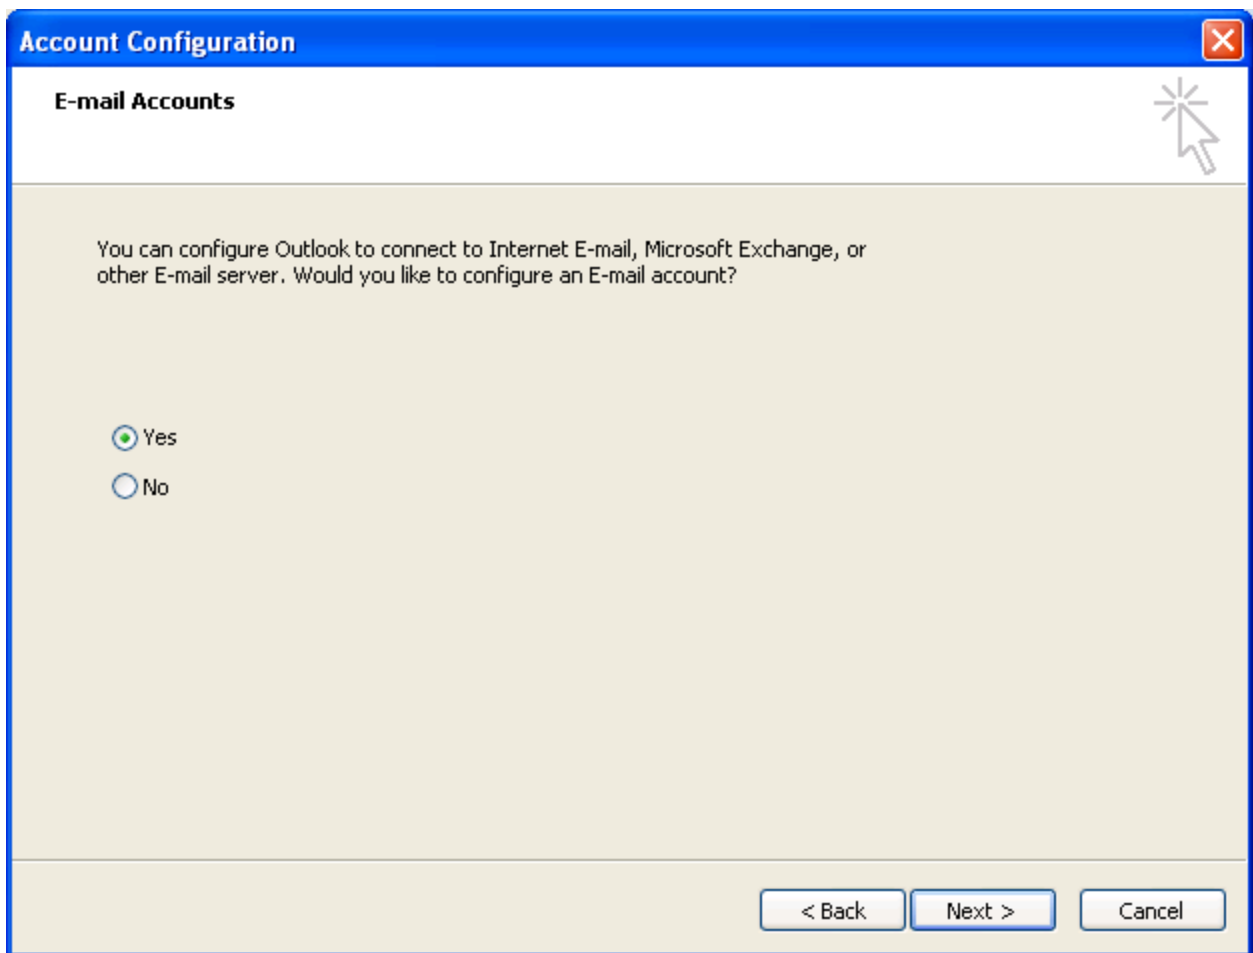 Account Configuration
E-mail Accounts
You can configure Outlook to connect to Internet E-mail, Microsoft Exchange, or
other E-mail server. Would you like to configure an E-mail account?
Yes
No
< Back
Next >
Cancel